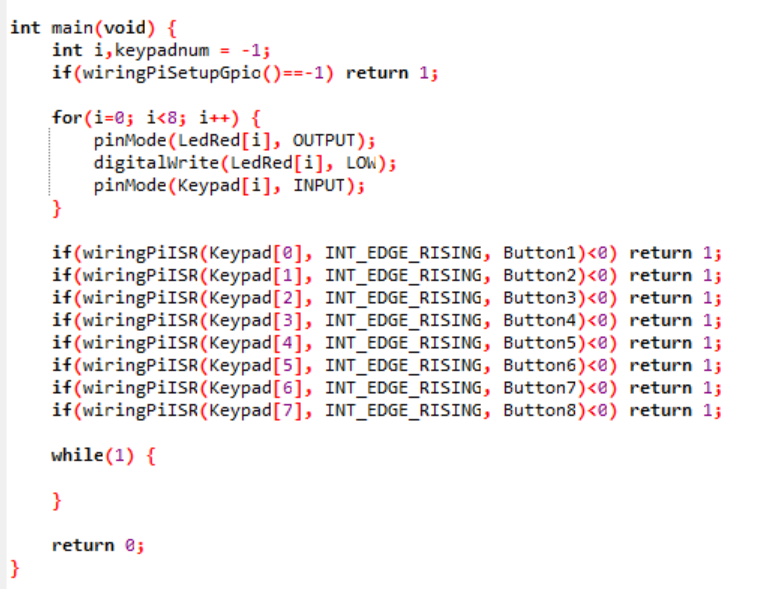 int main(void) {
    int i,keypadnum = -1;
    if(wiringPiSetupGpio()==-1) return 1;

    for(i=0; i<8; i++) {
        pinMode(LedRed[i], OUTPUT);
        digitalWrite(LedRed[i], LOW);
        pinMode(Keypad[i], INPUT);
    }

    if(wiringPiISR(Keypad[0], INT_EDGE_RISING, Button1)<0) return 1;
    if(wiringPiISR(Keypad[1], INT_EDGE_RISING, Button2)<0) return 1;
    if(wiringPiISR(Keypad[2], INT_EDGE_RISING, Button3)<0) return 1;
    if(wiringPiISR(Keypad[3], INT_EDGE_RISING, Button4)<0) return 1;
    if(wiringPiISR(Keypad[4], INT_EDGE_RISING, Button5)<0) return 1;
    if(wiringPiISR(Keypad[5], INT_EDGE_RISING, Button6)<0) return 1;
    if(wiringPiISR(Keypad[6], INT_EDGE_RISING, Button7)<0) return 1;
    if(wiringPiISR(Keypad[7], INT_EDGE_RISING, Button8)<0) return 1;

    while(1) {

    }

    return 0;
}